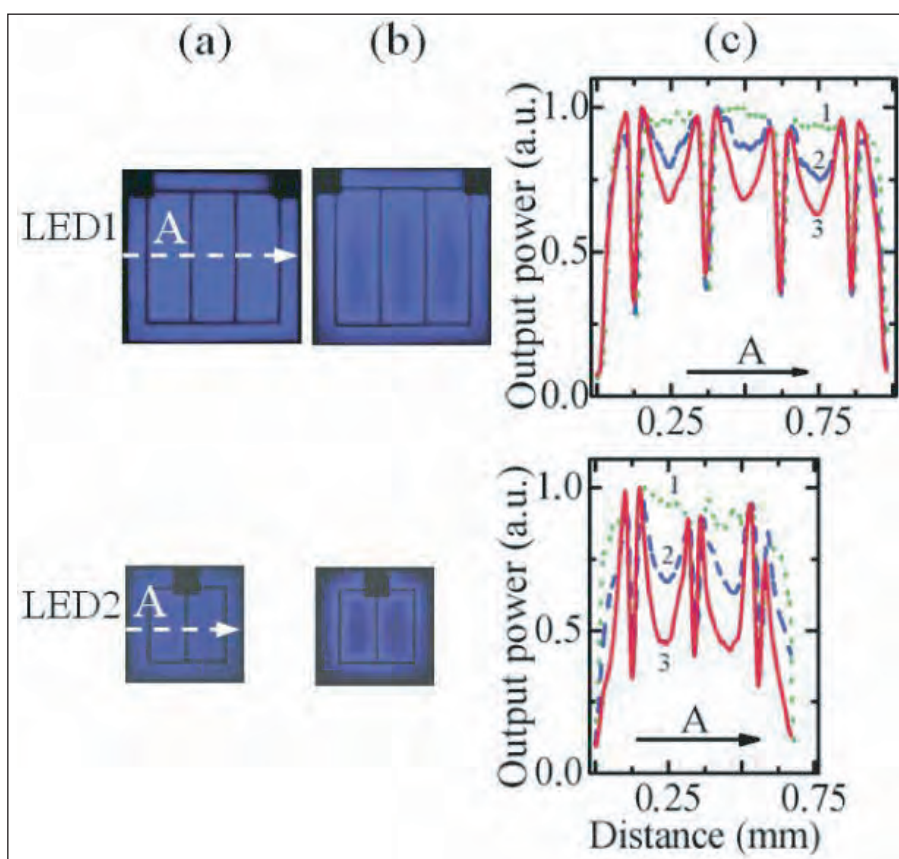 (a) (b) (c)
LED1
A
Output power (a.u.)
1.0
0.5
0.0
1
2
3
A
0.25 0.75
LED2
A
Output power (a.u.)
1.0
0.5
0.0
1
2
3
A
0.25 0.75
Distance (mm)